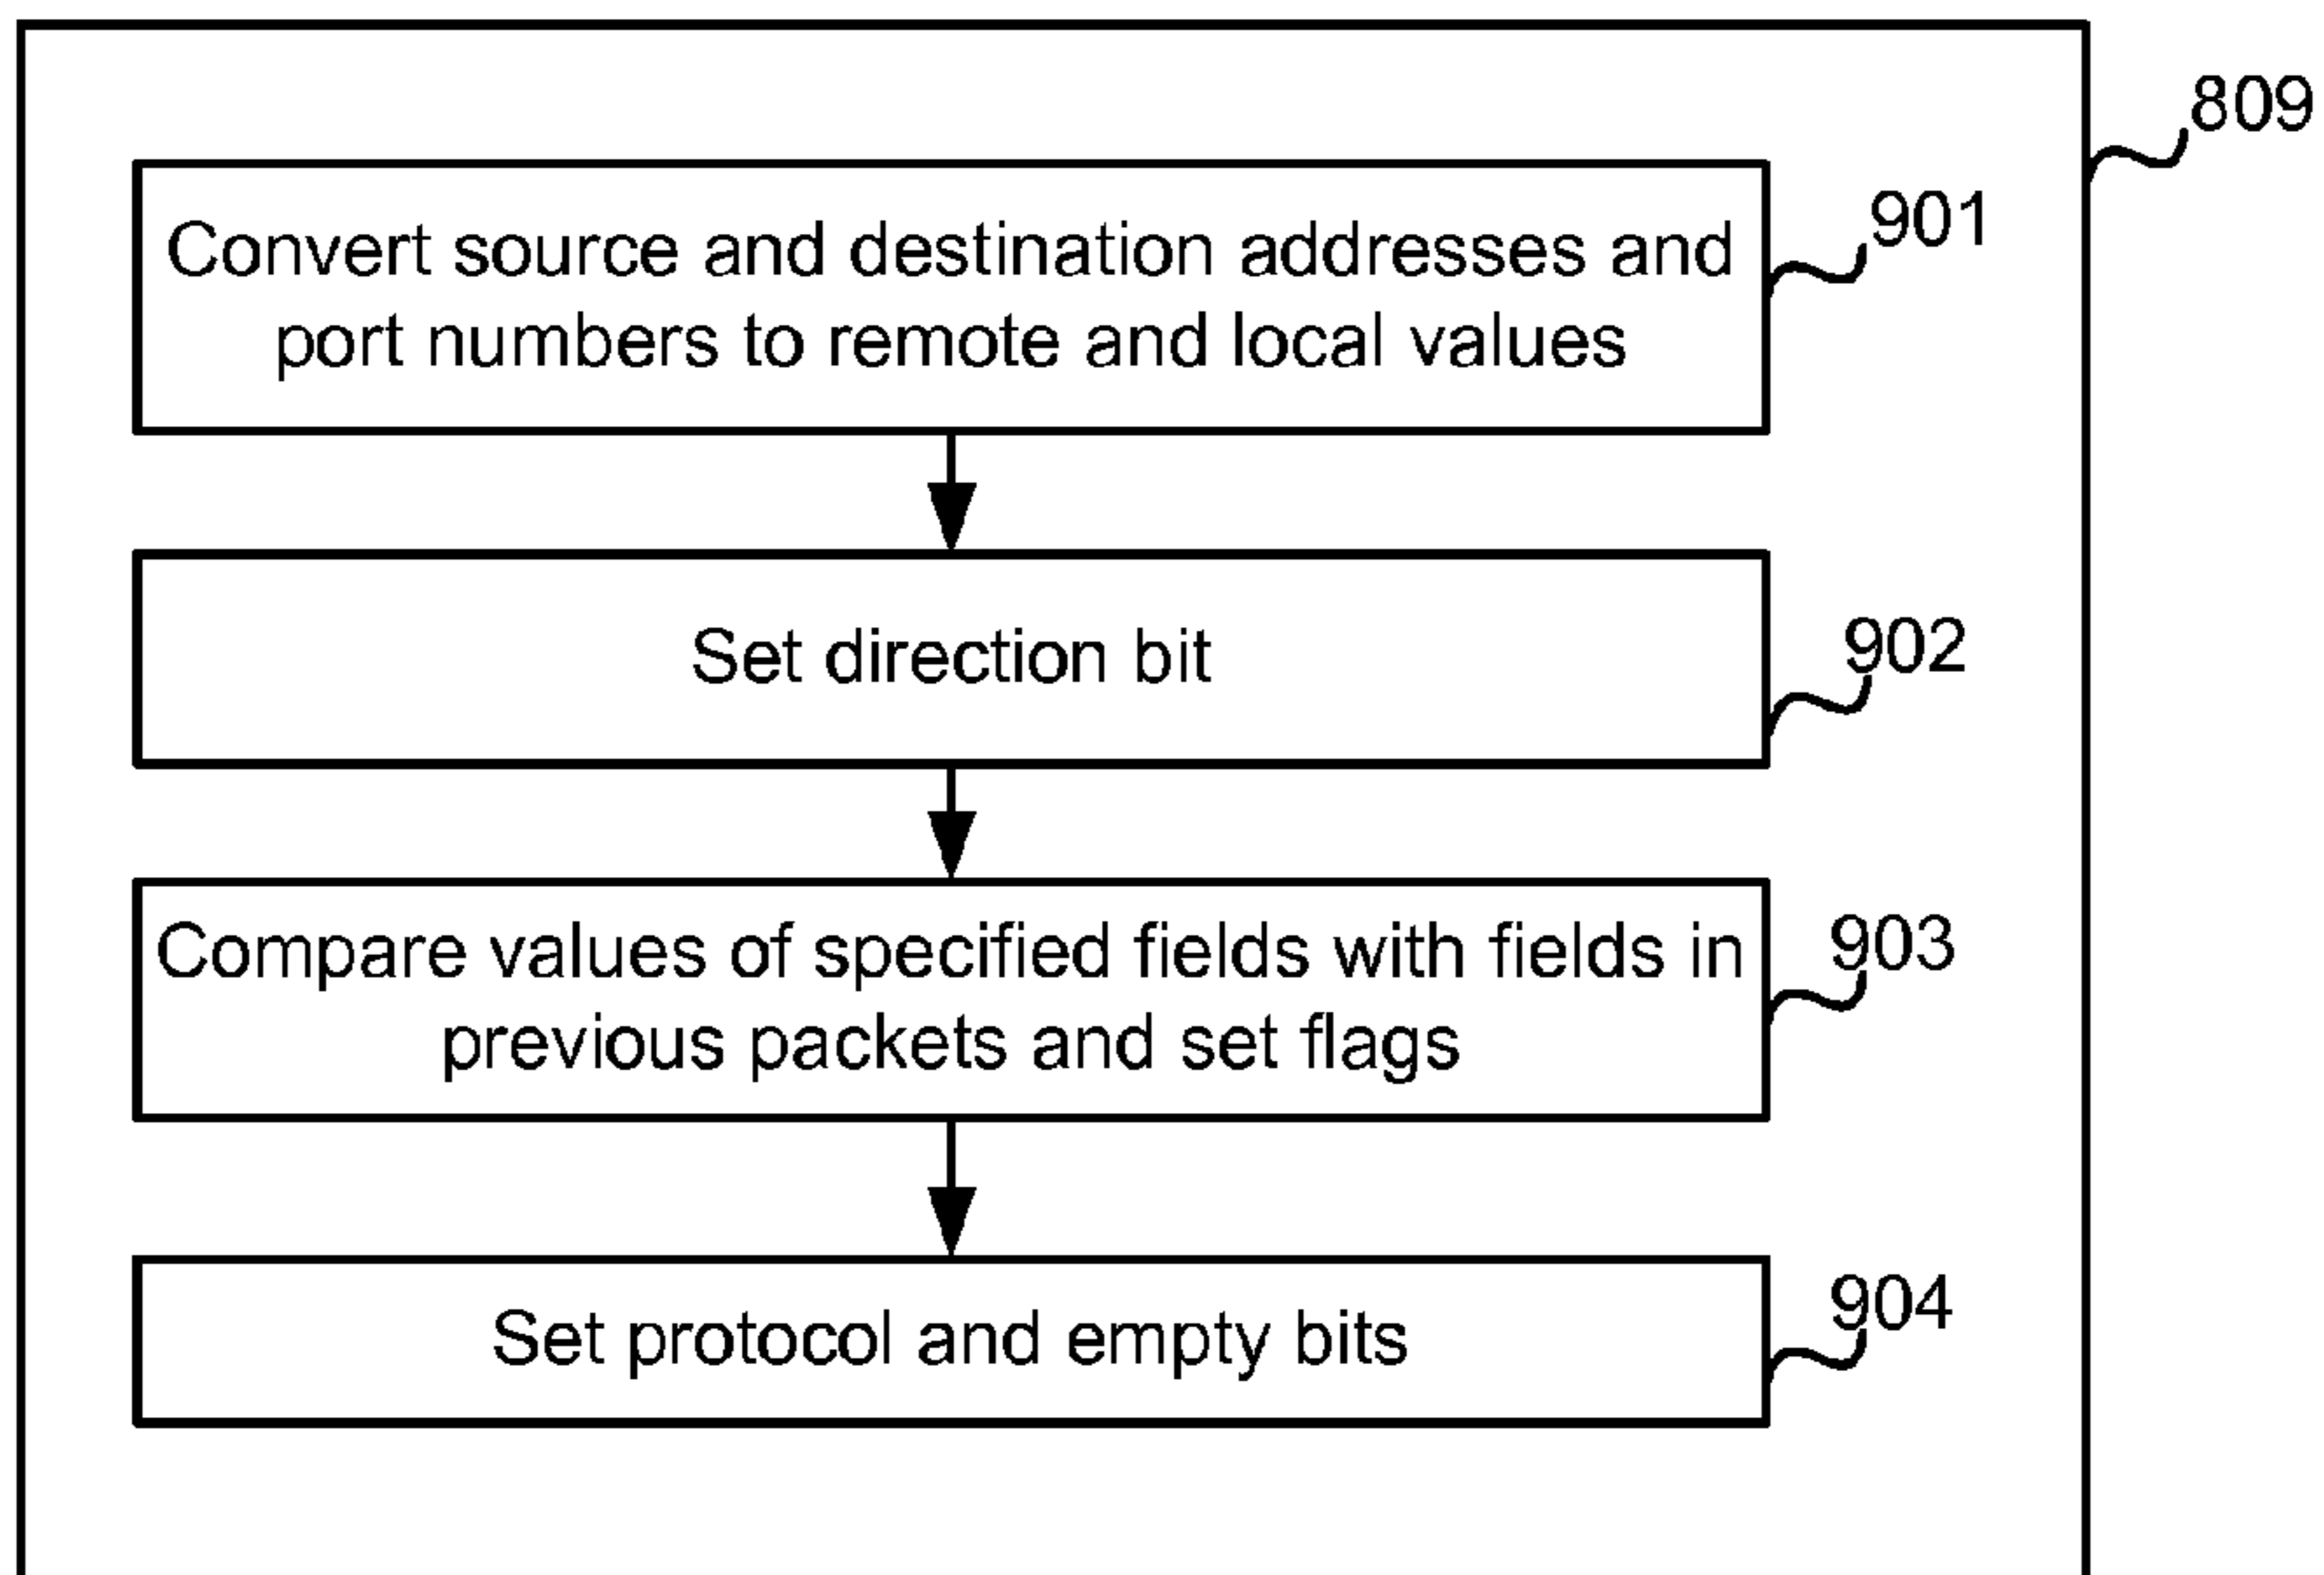 809
Convert source and destination addresses and
port numbers to remote and local values
901
Set direction bit
902
Compare values of specified fields with fields in
previous packets and set flags
903
Set protocol and empty bits
904